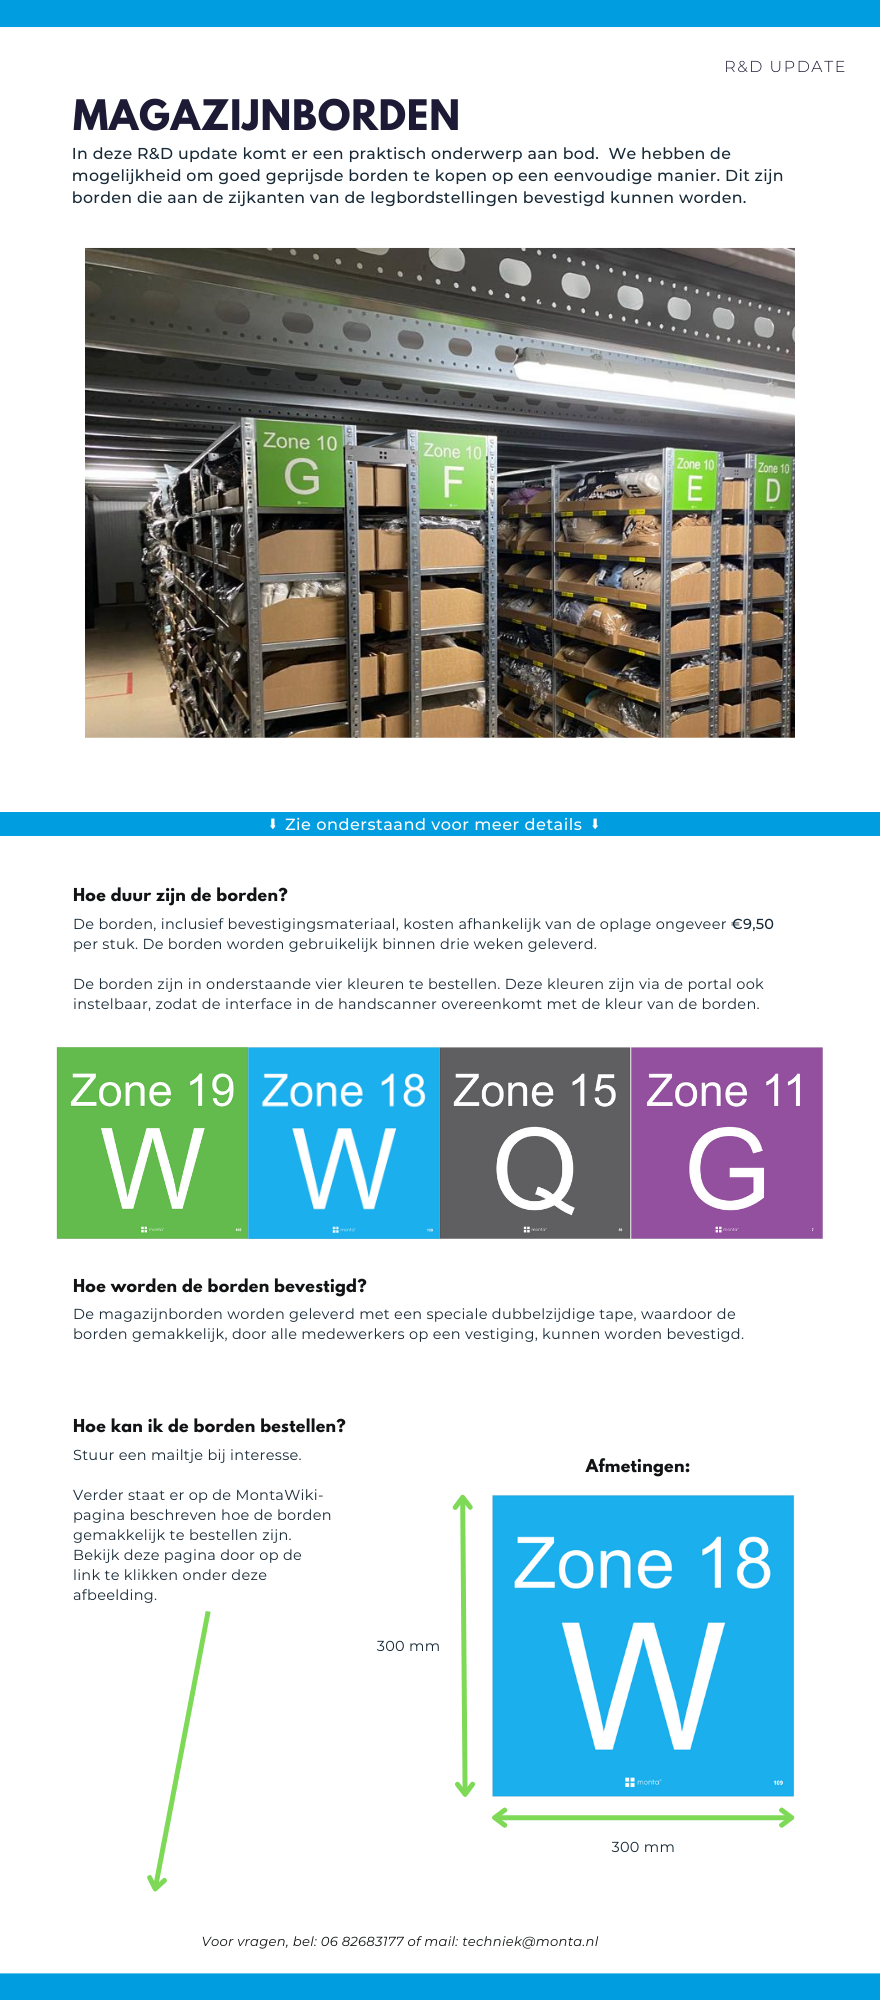 R&D UPDATE
MAGAZIJNBORDEN
In deze R&D update komt er een praktisch onderwerp aan bod.  We hebben de
mogelijkheid om goed geprijsde borden te kopen op een eenvoudige manier. Dit zijn
borden die aan de zijkanten van de legbordstellingen bevestigd kunnen worden.
Zone 10
G
Zone 10
F
Zone 10
E
Zone 10
D
⬇ Zie onderstaand voor meer details ⬇
Hoe duur zijn de borden?
De borden, inclusief bevestigingsmateriaal, kosten afhankelijk van de oplage ongeveer €9,50
per stuk. De borden worden gebruikelijk binnen drie weken geleverd.
De borden zijn in onderstaande vier kleuren te bestellen. Deze kleuren zijn via de portal ook
instelbaar, zodat de interface in de handscanner overeenkomt met de kleur van de borden.
Zone 19
W
monta
Zone 18
W
monta
Zone 15
Q
monta
Zone 11
G
monta
Hoe worden de borden bevestigd?
De magazijnborden worden geleverd met een speciale dubbelzijdige tape, waardoor de
borden gemakkelijk, door alle medewerkers op een vestiging, kunnen worden bevestigd.
Hoe kan ik de borden bestellen?
Stuur een mailtje bij interesse.
Verder staat er op de MontaWiki-
pagina beschreven hoe de borden
gemakkelijk te bestellen zijn.
Bekijk deze pagina door op de
link te klikken onder deze
afbeelding.
Afmetingen:
300 mm
Zone 18
W
monta
109
300 mm
Voor vragen, bel: 06 82683177 of mail: techniek@monta.nl